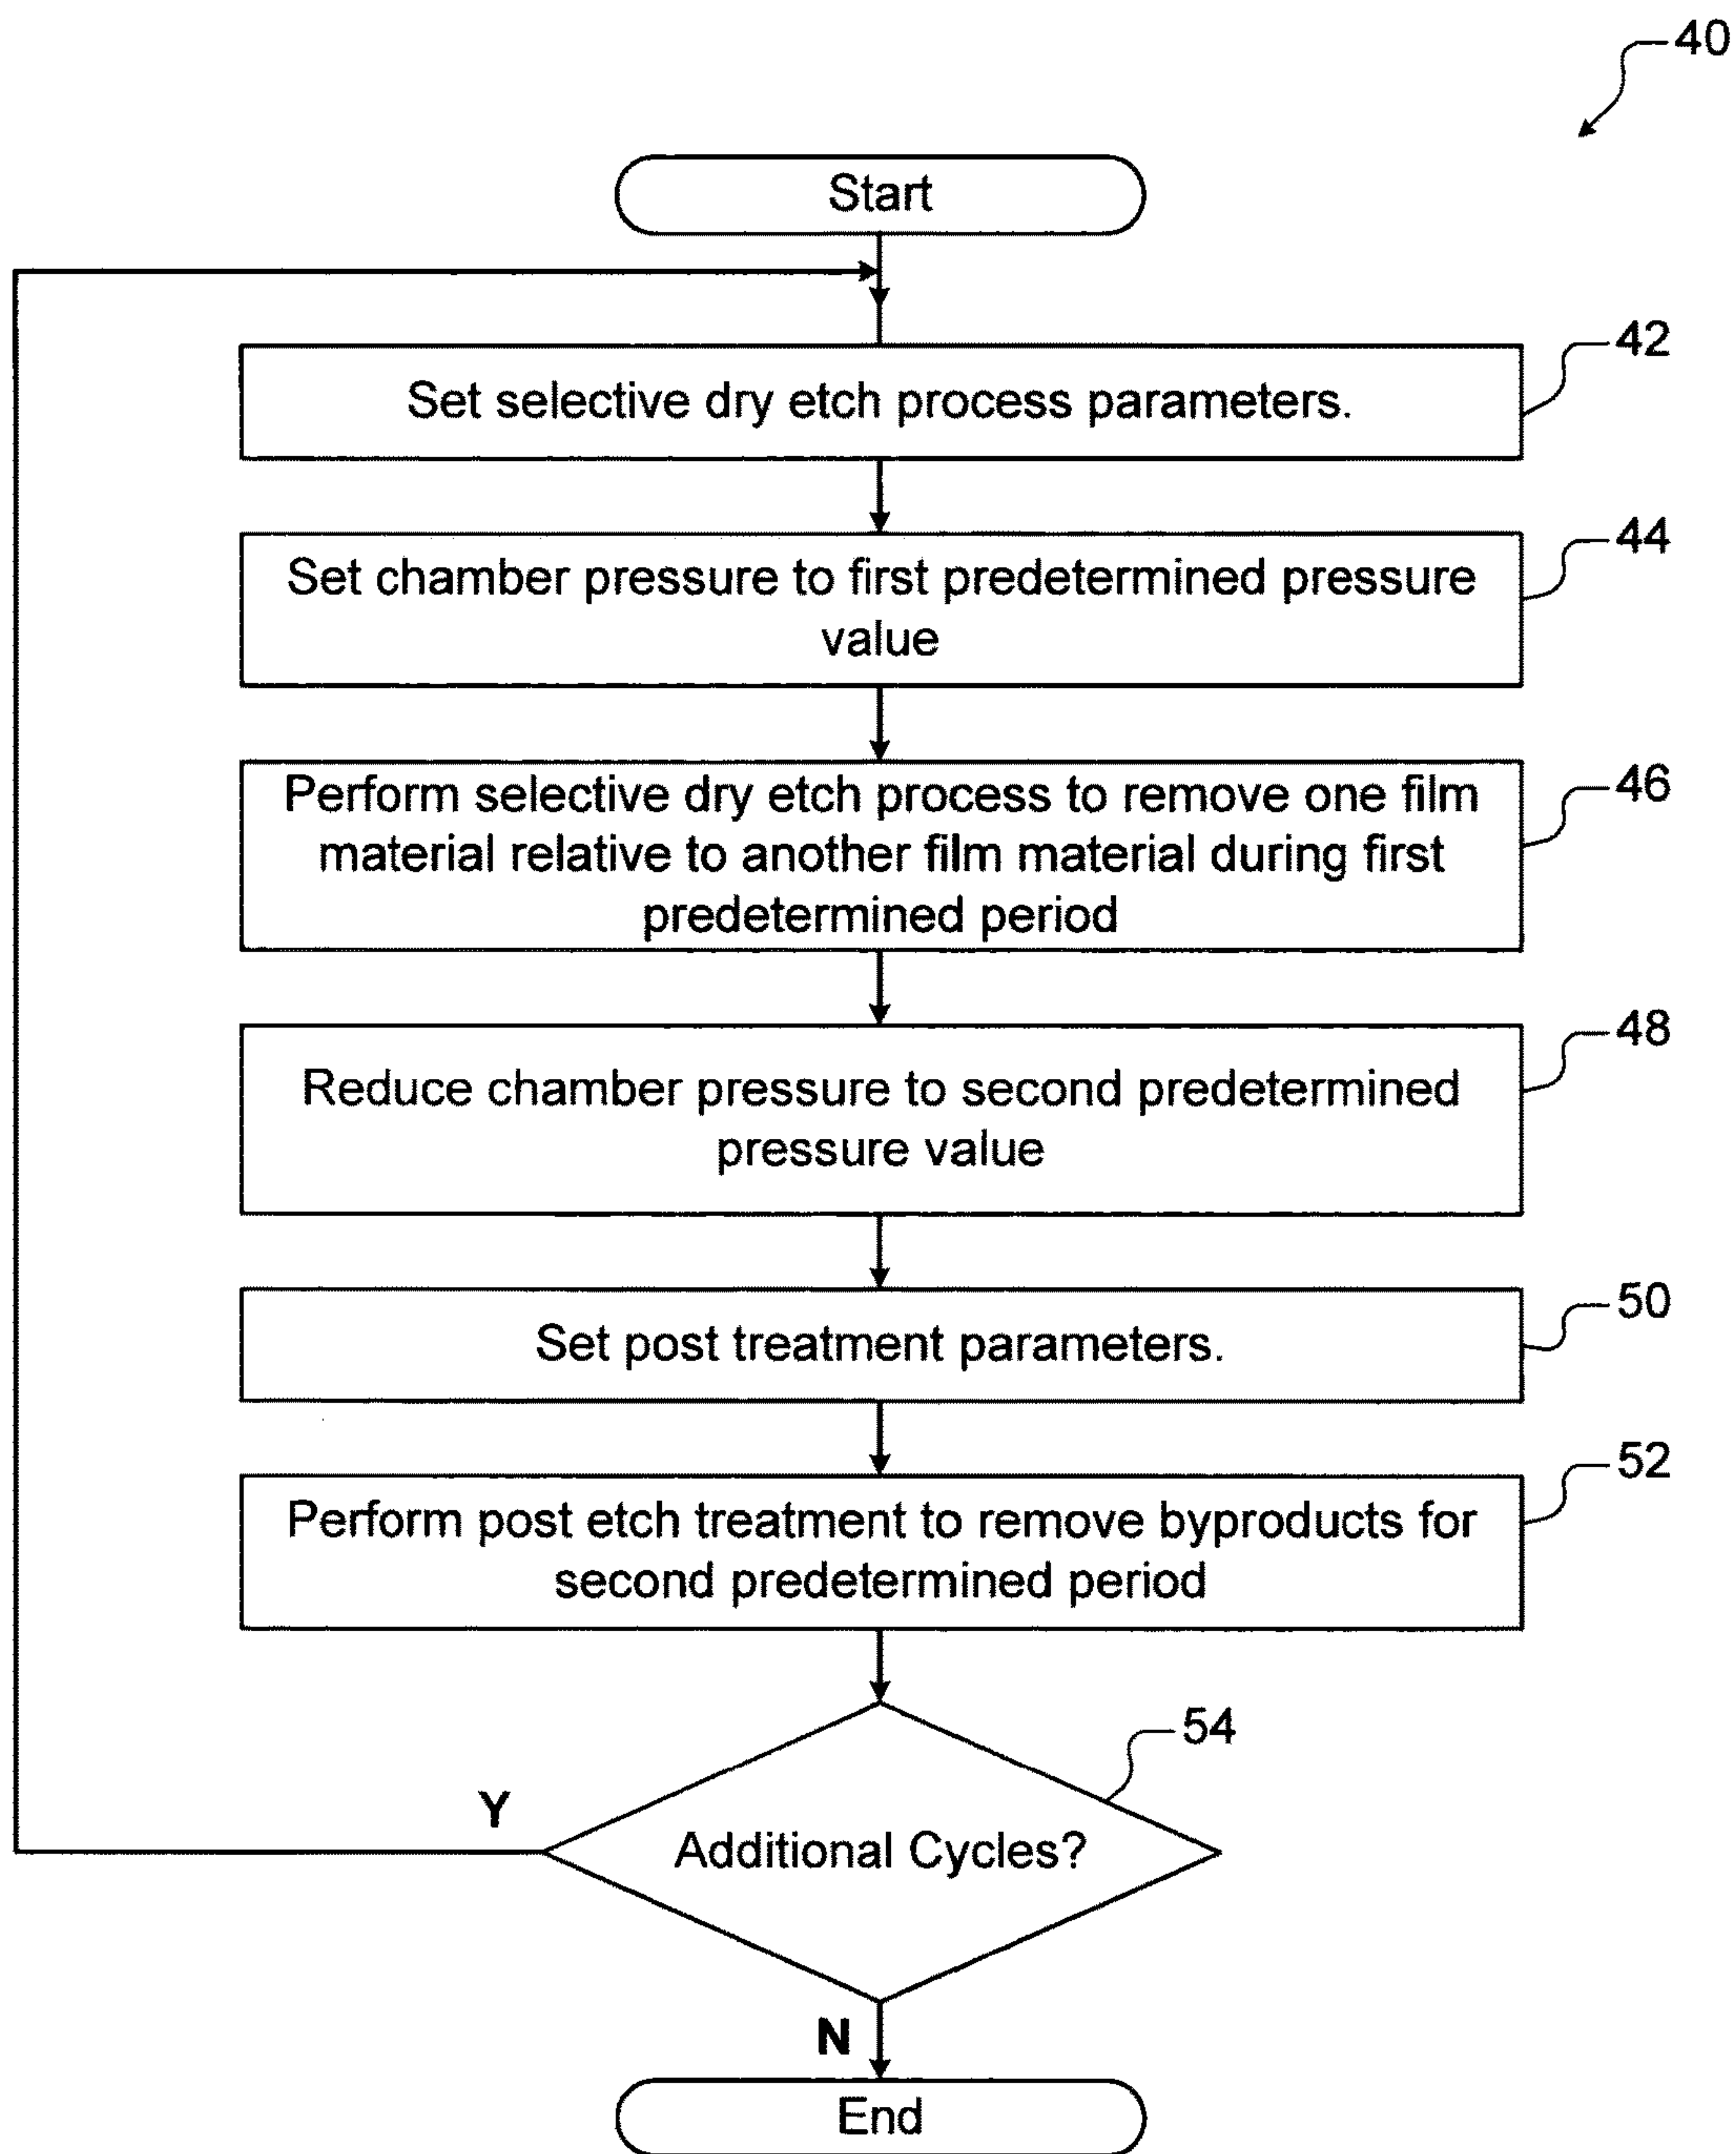 40
Start
42
Set selective dry etch process parameters.
44
Set chamber pressure to first predetermined pressure
value
46
Perform selective dry etch process to remove one film
material relative to another film material during first
predetermined period
48
Reduce chamber pressure to second predetermined
pressure value
50
Set post treatment parameters.
52
Perform post etch treatment to remove byproducts for
second predetermined period
54
Y
Additional Cycles?
N
End